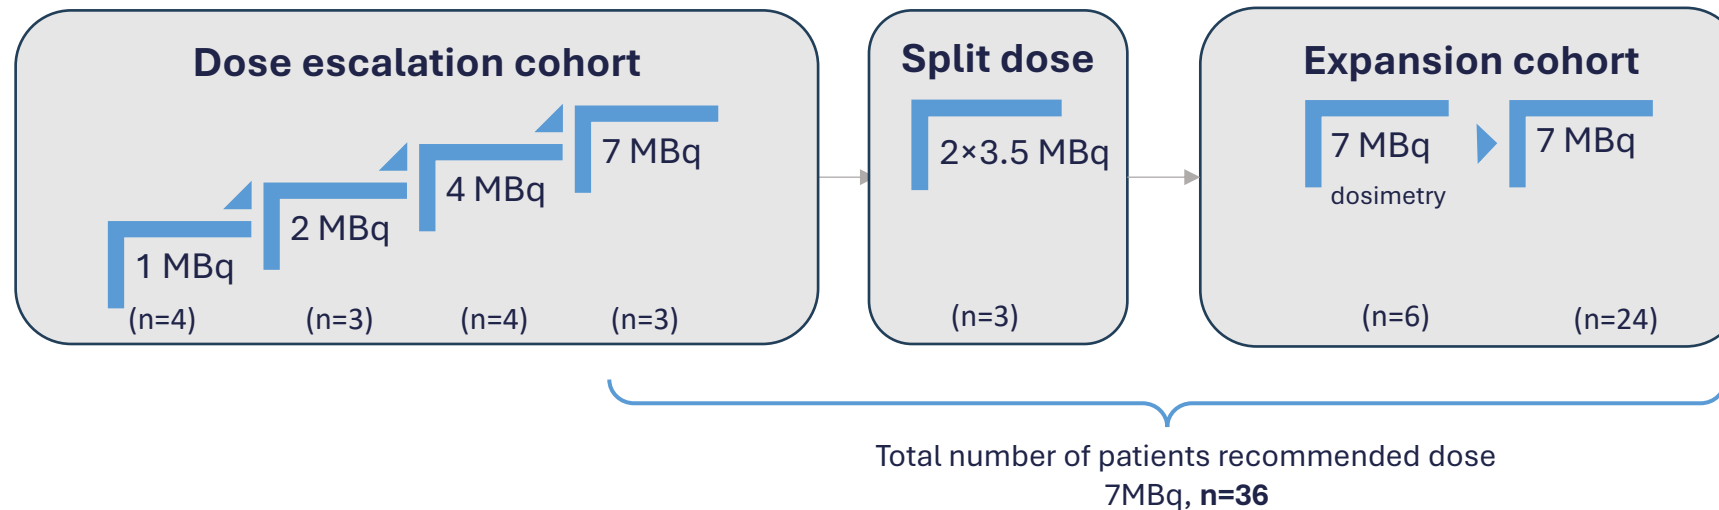 Dose escalation cohort
1 MBq
(n=4)
2 MBq
(n=3)
4 MBq
(n=4)
7 MBq
(n=3)
Split dose
2×3.5 MBq
(n=3)
Expansion cohort
7 MBq
dosimetry
(n=6)
7 MBq
(n=24)
Total number of patients recommended dose
7MBq, n=36